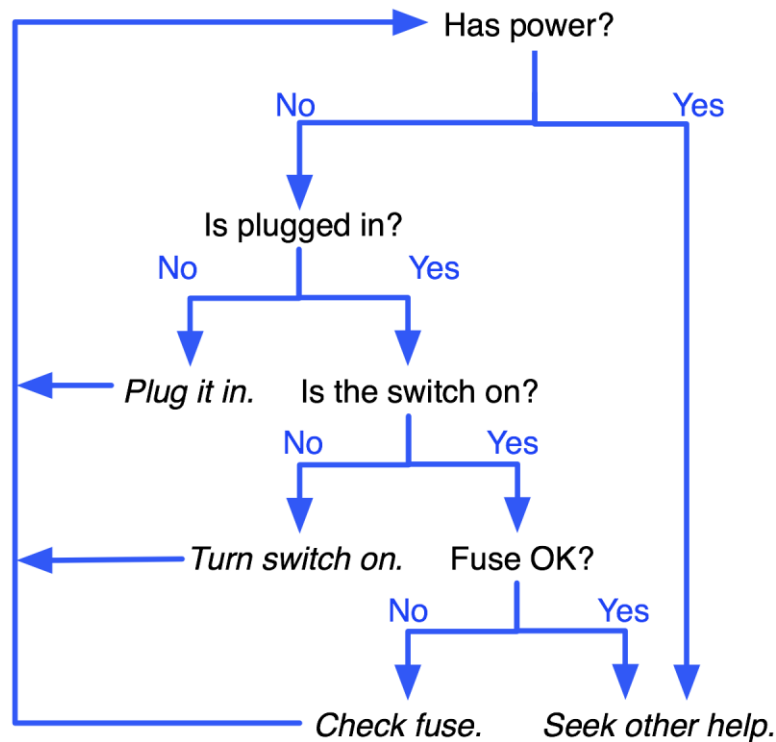 Has power?
No Yes
Is plugged in?
No Yes
Plug it in. Is the switch on?
No Yes
Turn switch on. Fuse OK?
No Yes
Check fuse. Seek other help.